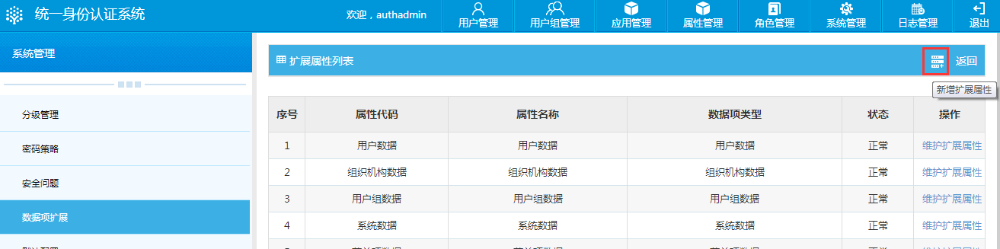 统一身份认证系统
欢迎，authadmin
用户管理
用户组管理
应用管理
属性管理
角色管理
系统管理
日志管理
退出
系统管理
分级管理
密码策略
安全问题
数据项扩展
扩展属性列表
返回
新增扩展属性
序号 属性代码 属性名称 数据项类型 状态 操作
1 用户数据 用户数据 用户数据 正常 维护扩展属性
2 组织机构数据 组织机构数据 组织机构数据 正常 维护扩展属性
3 用户组数据 用户组数据 用户组数据 正常 维护扩展属性
4 系统数据 系统数据 系统数据 正常 维护扩展属性